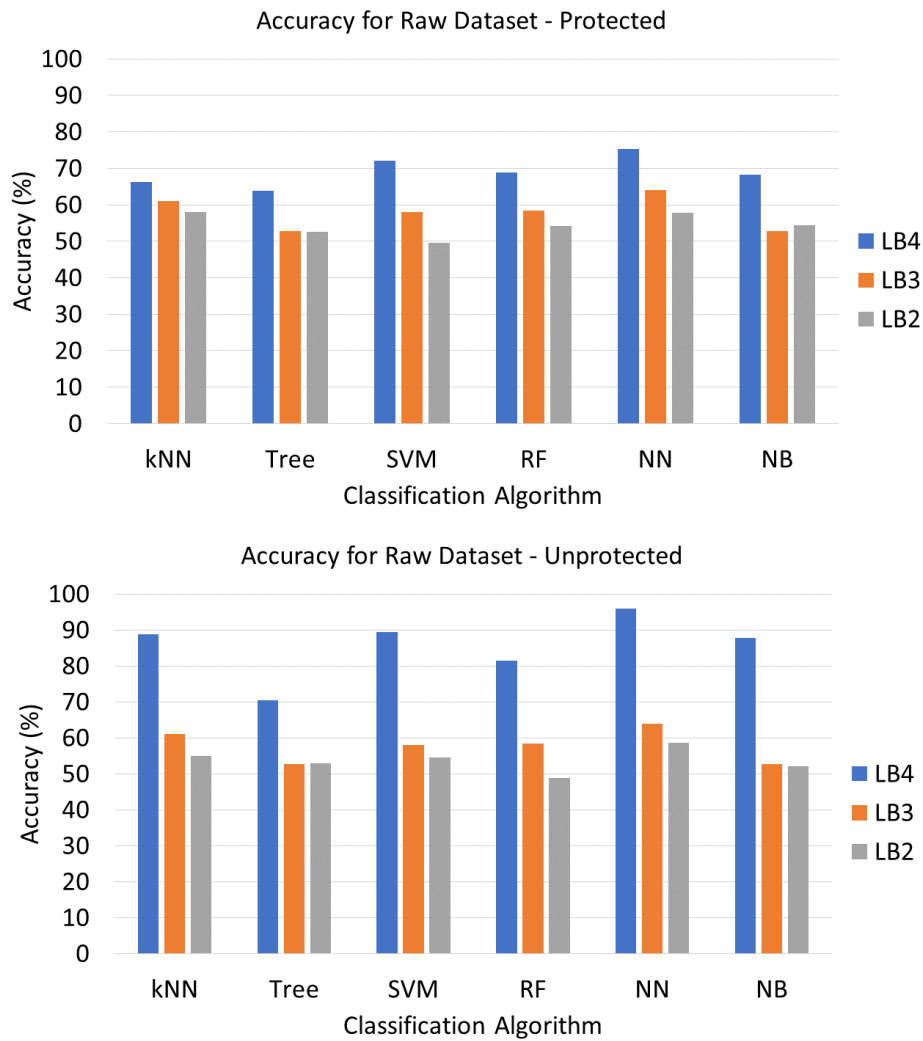 Accuracy for Raw Dataset - Protected
100
90
80
70
60
50
40
30
20
10
0
Accuracy (%)
kNN Tree SVM RF NN NB
Classification Algorithm
LB4
LB3
LB2
Accuracy for Raw Dataset - Unprotected
100
90
80
70
60
50
40
30
20
10
0
Accuracy (%)
kNN Tree SVM RF NN NB
Classification Algorithm
LB4
LB3
LB2